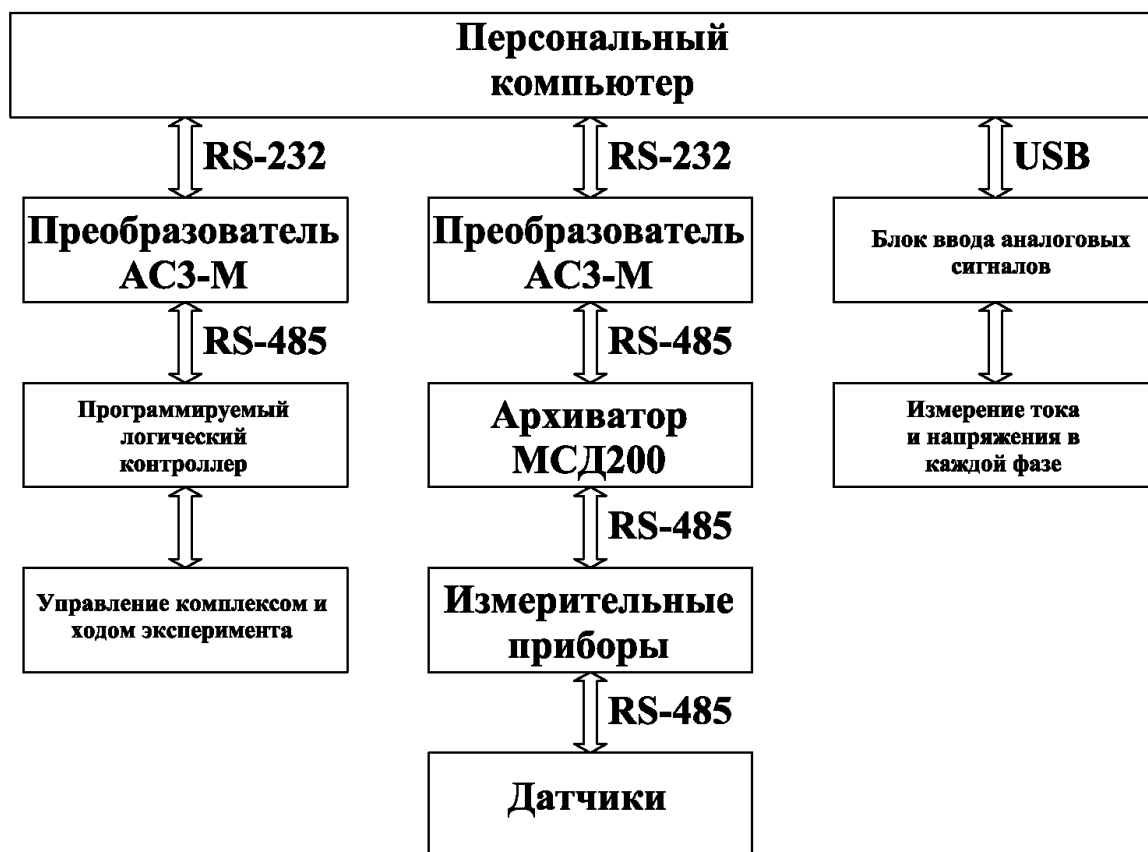 Персональный
компьютер
RS-232
RS-232
USB
Преобразователь
АС3-М
Преобразователь
АС3-М
Блок ввода аналоговых
сигналов
RS-485
RS-485
Программируемый
логический
контроллер
Архиватор
МСД200
Измерение тока
и напряжения в
каждой фазе
RS-485
Управление комплексом и
ходом эксперимента
Измерительные
приборы
RS-485
Датчики